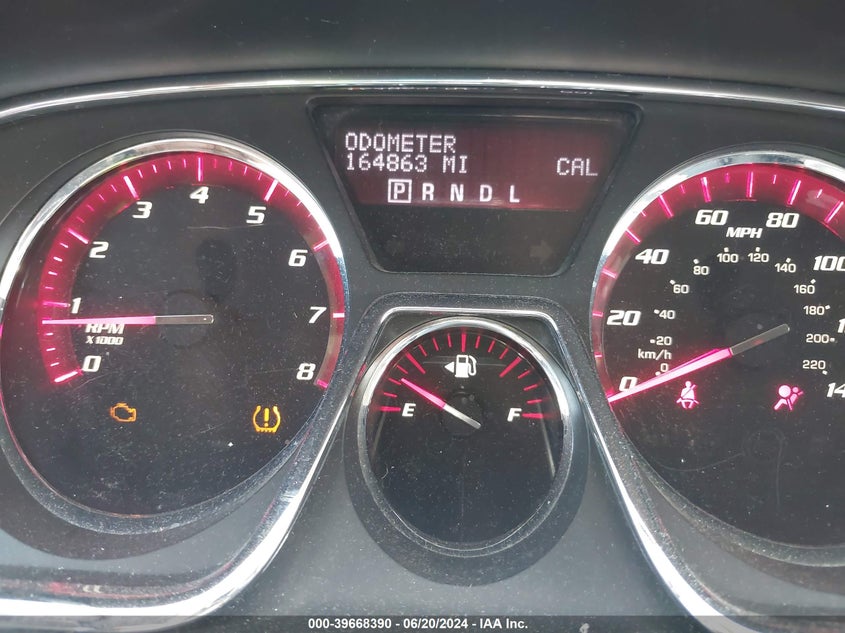 ODOMETER
164863 MI CAL
P R N D L
0 1 2 3 4 5 6 7 8
RPM
X1000
E F
0 20 40 60 80 100
MPH
0 20 40 60 80 100 120 140 160 180 200 220
km/h
000-39668390 - 06/20/2024 - IAA Inc.